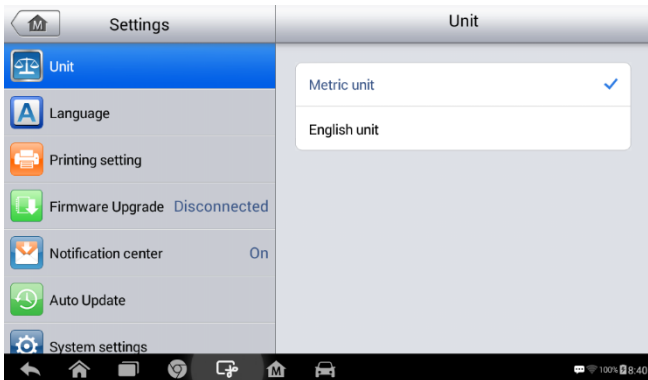 Settings
Unit
Unit
Language
Printing setting
Firmware Upgrade Disconnected
Notification center On
Auto Update
System settings
Metric unit
English unit
100% 8:40